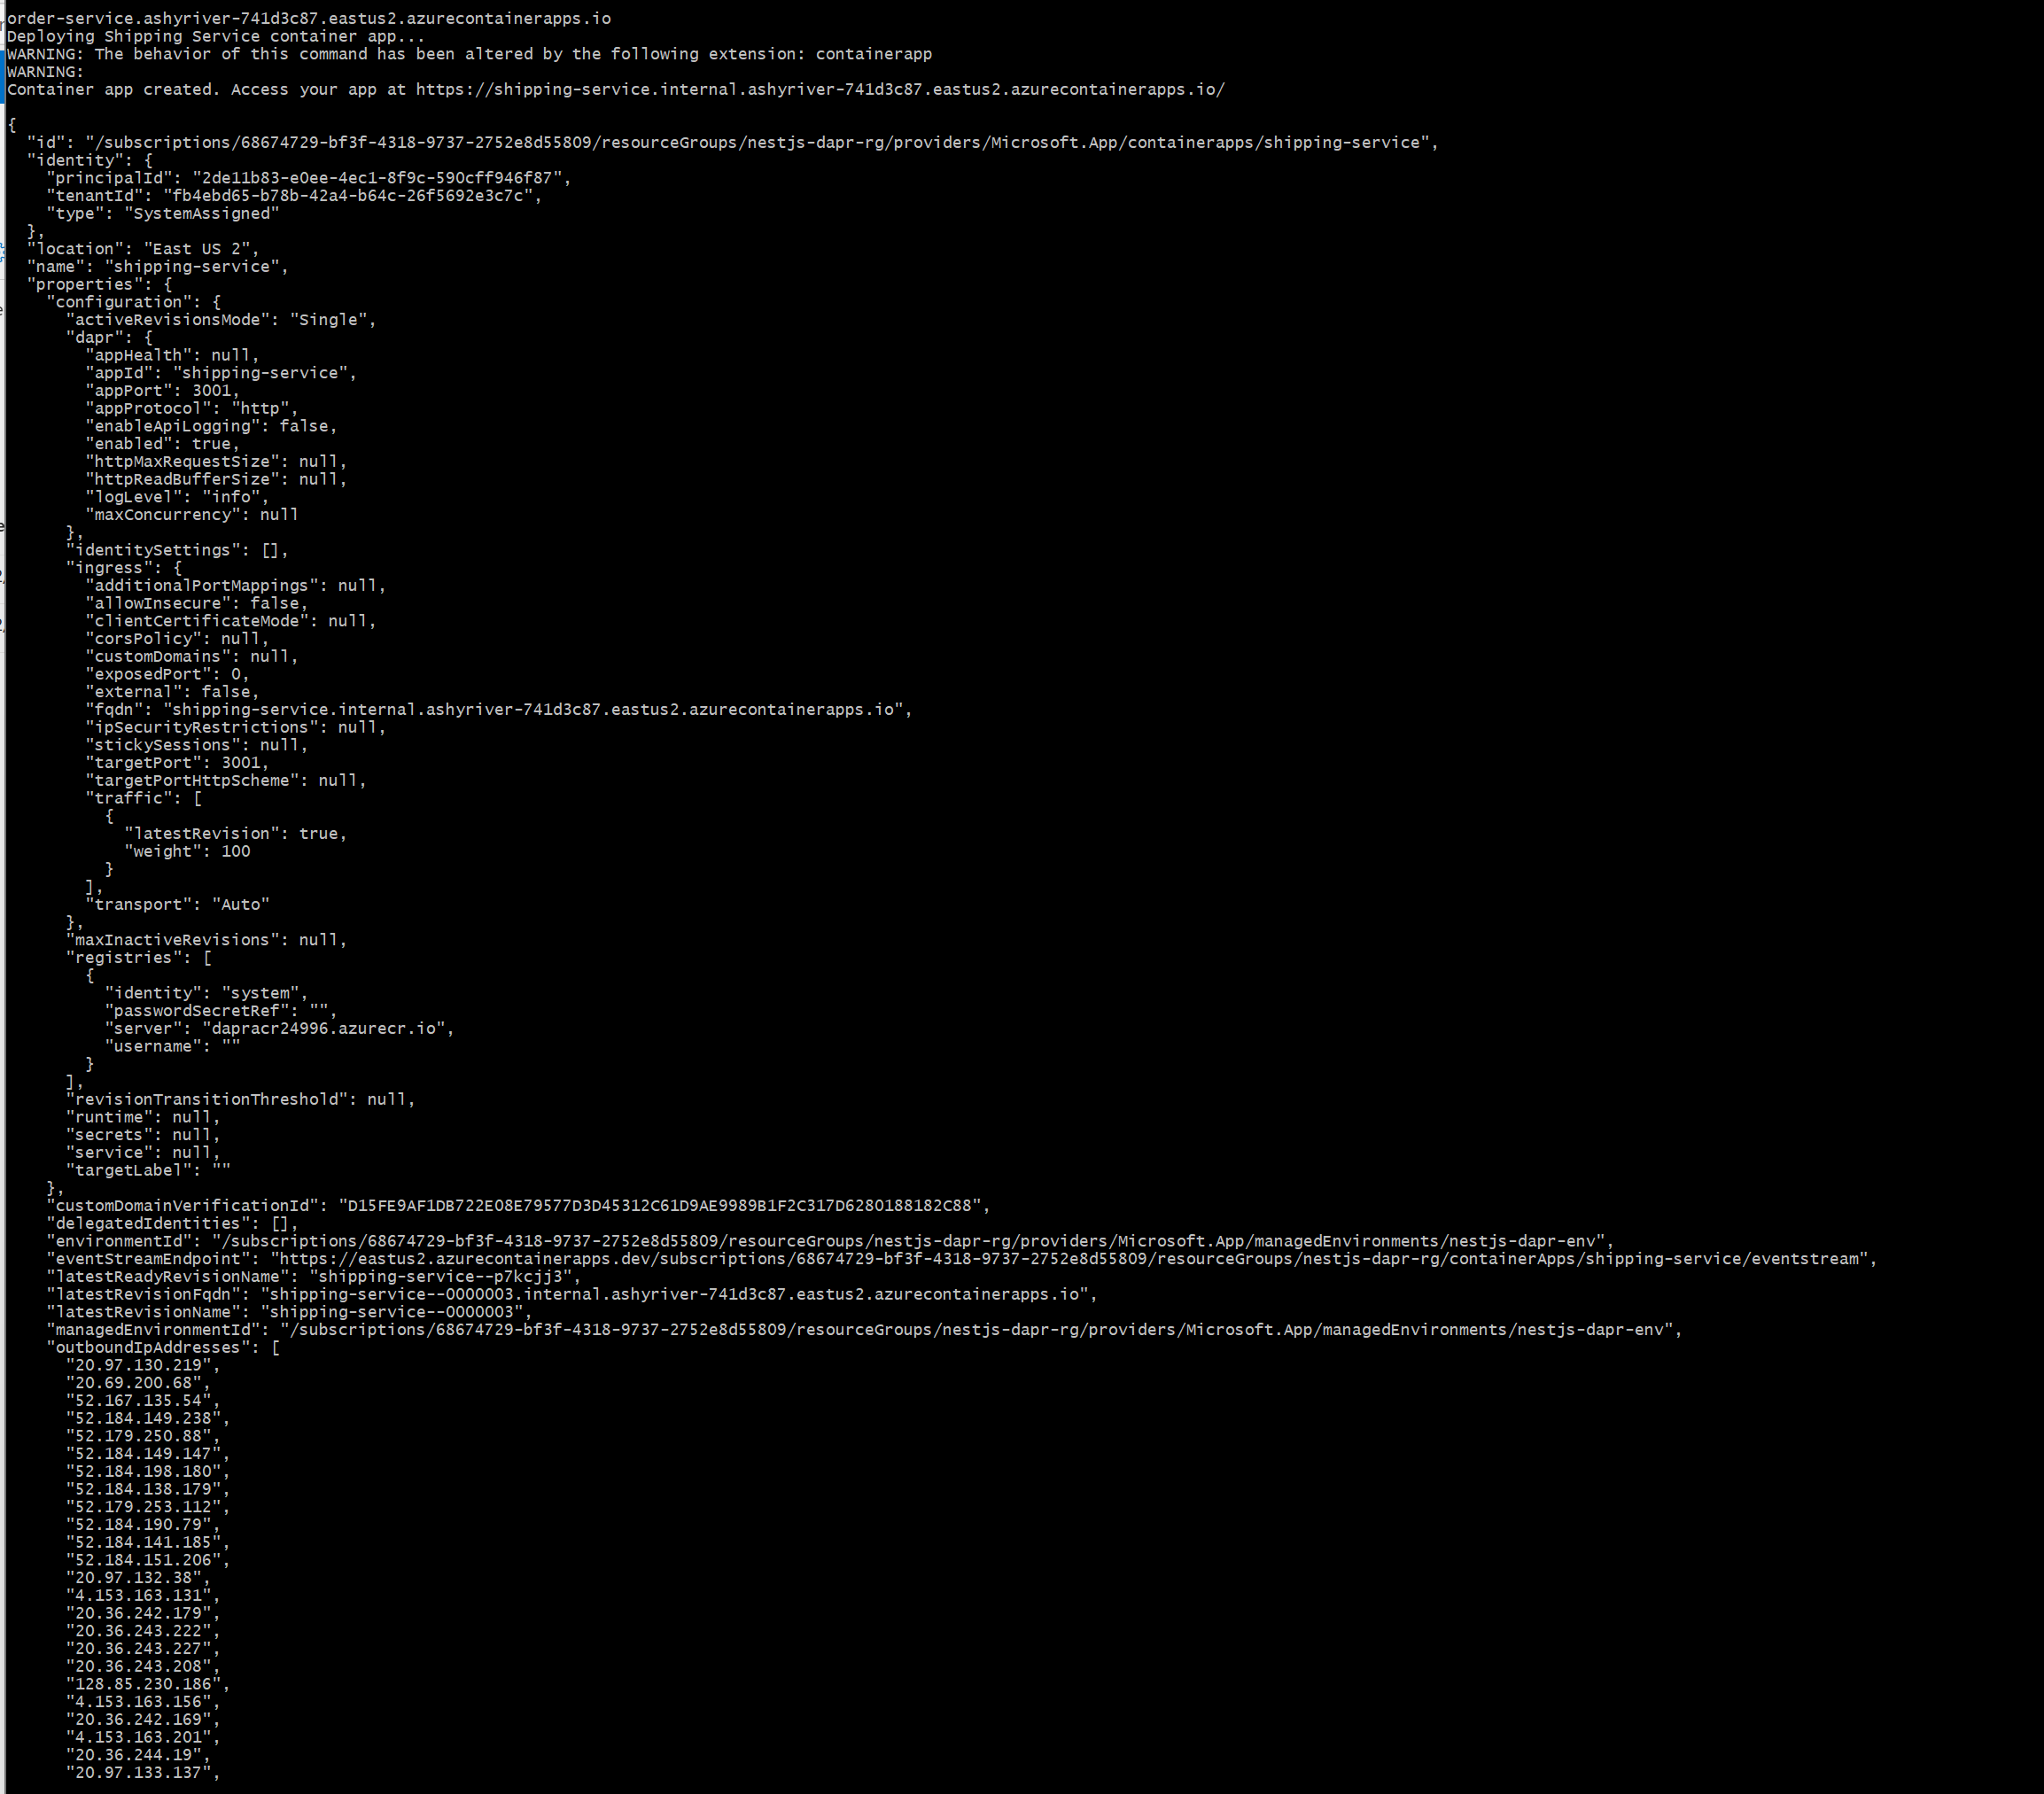 order-service.ashyriver-741d3c87.eastus2.azurecontainerapps.io
Deploying Shipping Service container app...
WARNING: The behavior of this command has been altered by the following extension: containerapp
WARNING:
Container app created. Access your app at https://shipping-service.internal.ashyriver-741d3c87.eastus2.azurecontainerapps.io/
{
  "id": "/subscriptions/68674729-bf3f-4318-9737-2752e8d55809/resourceGroups/nestjs-dapr-rg/providers/Microsoft.App/containerapps/shipping-service",
  "identity": {
    "principalId": "2de11b83-e0ee-4ec1-8f9c-590cff946f87",
    "tenantId": "fb4ebd65-b78b-42a4-b64c-26f5692e3c7c",
    "type": "SystemAssigned"
  },
  "location": "East US 2",
  "name": "shipping-service",
  "properties": {
    "configuration": {
      "activeRevisionsMode": "Single",
      "dapr": {
        "appHealth": null,
        "appId": "shipping-service",
        "appPort": 3001,
        "appProtocol": "http",
        "enableApiLogging": false,
        "enabled": true,
        "httpMaxRequestSize": null,
        "httpReadBufferSize": null,
        "logLevel": "info",
        "maxConcurrency": null
      },
      "identitySettings": [],
      "ingress": {
        "additionalPortMappings": null,
        "allowInsecure": false,
        "clientCertificateMode": null,
        "corsPolicy": null,
        "customDomains": null,
        "exposedPort": 0,
        "external": false,
        "fqdn": "shipping-service.internal.ashyriver-741d3c87.eastus2.azurecontainerapps.io",
        "ipSecurityRestrictions": null,
        "stickySessions": null,
        "targetPort": 3001,
        "targetPortHttpScheme": null,
        "traffic": [
          {
            "latestRevision": true,
            "weight": 100
          }
        ],
        "transport": "Auto"
      },
      "maxInactiveRevisions": null,
      "registries": [
        {
          "identity": "system",
          "passwordSecretRef": "",
          "server": "dapracr24996.azurecr.io",
          "username": ""
        }
      ],
      "revisionTransitionThreshold": null,
      "runtime": null,
      "secrets": null,
      "service": null,
      "targetLabel": ""
    },
    "customDomainVerificationId": "D15FE9AF1DB722E08E79577D3D45312C61D9AE9989B1F2C317D6280188182C88",
    "delegatedIdentities": [],
    "environmentId": "/subscriptions/68674729-bf3f-4318-9737-2752e8d55809/resourceGroups/nestjs-dapr-rg/providers/Microsoft.App/managedEnvironments/nestjs-dapr-env",
    "eventStreamEndpoint": "https://eastus2.azurecontainerapps.dev/subscriptions/68674729-bf3f-4318-9737-2752e8d55809/resourceGroups/nestjs-dapr-rg/containerApps/shipping-service/eventstream",
    "latestReadyRevisionName": "shipping-service--p7kcjj3",
    "latestRevisionFqdn": "shipping-service--0000003.internal.ashyriver-741d3c87.eastus2.azurecontainerapps.io",
    "latestRevisionName": "shipping-service--0000003",
    "managedEnvironmentId": "/subscriptions/68674729-bf3f-4318-9737-2752e8d55809/resourceGroups/nestjs-dapr-rg/providers/Microsoft.App/managedEnvironments/nestjs-dapr-env",
    "outboundIpAddresses": [
      "20.97.130.219",
      "20.69.200.68",
      "52.167.135.54",
      "52.184.149.238",
      "52.179.250.88",
      "52.184.149.147",
      "52.184.198.180",
      "52.184.138.179",
      "52.179.253.112",
      "52.184.190.79",
      "52.184.141.185",
      "52.184.151.206",
      "20.97.132.38",
      "4.153.163.131",
      "20.36.242.179",
      "20.36.243.222",
      "20.36.243.227",
      "20.36.243.208",
      "128.85.230.186",
      "4.153.163.156",
      "20.36.242.169",
      "4.153.163.201",
      "20.36.244.19",
      "20.97.133.137",